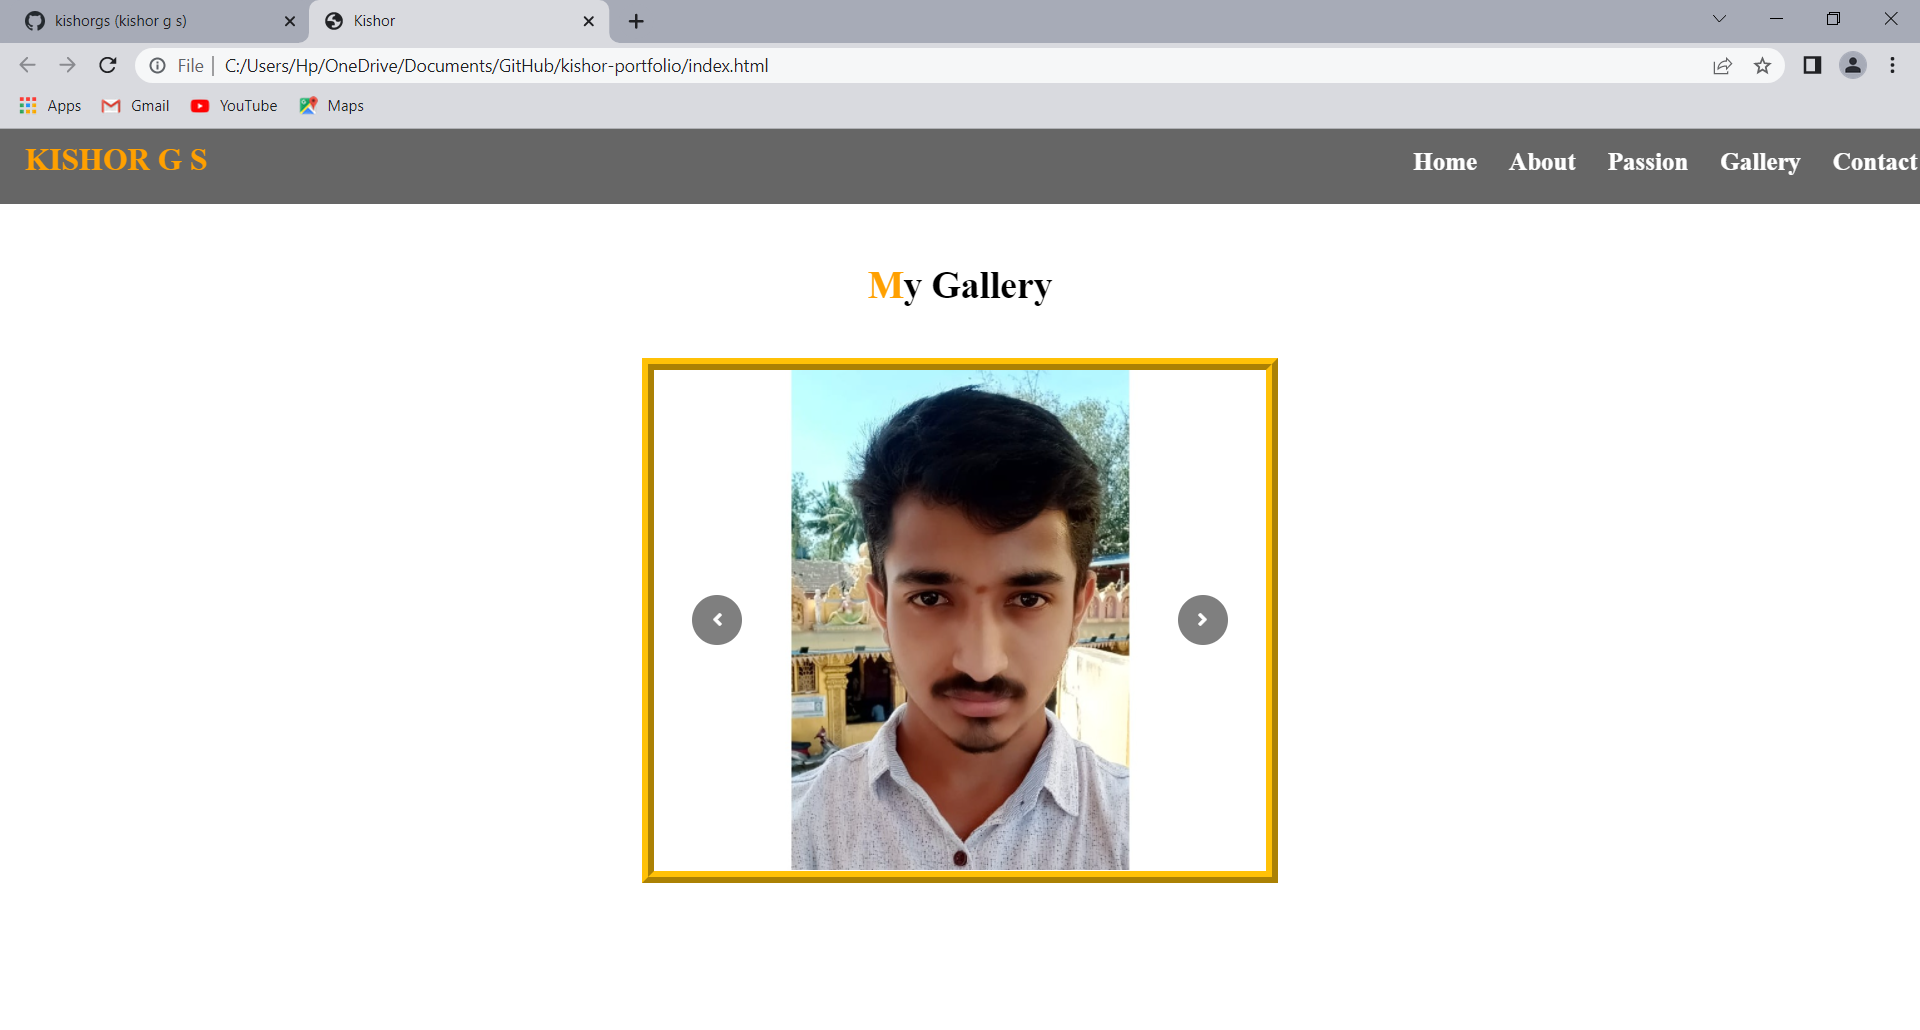 kishorgs (kishor g s)
Kishor
File
C:/Users/Hp/OneDrive/Documents/GitHub/kishor-portfolio/index.html
Apps Gmail YouTube Maps
KISHOR G S Home About Passion Gallery Contact
My Gallery